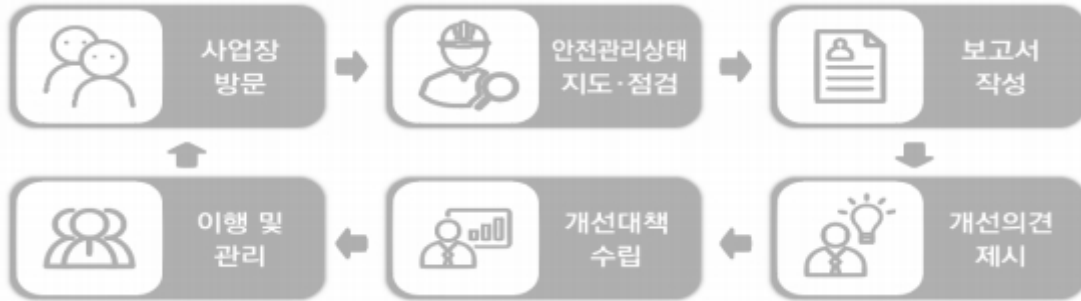 사업장
방문
안전관리상태
지도·점검
보고서
작성
개선의견
제시
개선대책
수립
이행 및
관리